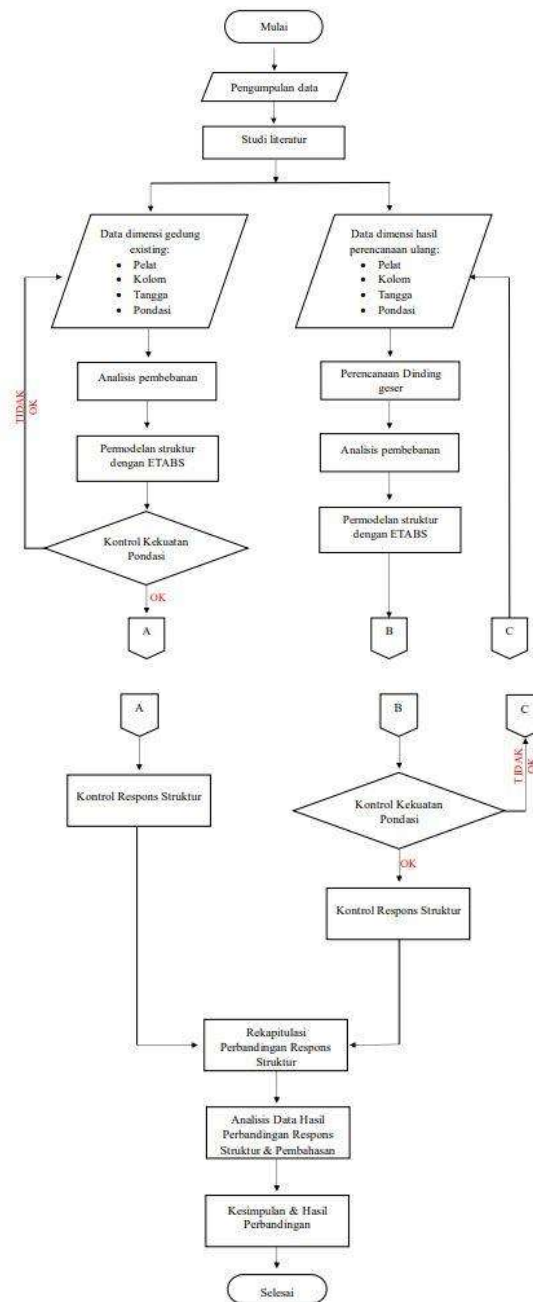 Mulai
Pengumpulan data
Studi literatur
Data dimensi gedung
existing:
• Pelat
• Kolom
• Tangga
• Pondasi
Data dimensi hasil
perencanaan ulang:
• Pelat
• Kolom
• Tangga
• Pondasi
Analisis pembebanan
Perencanaan Dinding
geser
TIDAK
OK
Permodelan struktur
dengan ETABS
Analisis pembebanan
Kontrol Kekuatan
Pondasi
Permodelan struktur
dengan ETABS
OK
A
B
C
A
B
C
Kontrol Respons Struktur
Kontrol Kekuatan
Pondasi
TIDAK
OK
OK
Kontrol Respons Struktur
Rekapitulasi
Perbandingan Respons
Struktur
Analisis Data Hasil
Perbandingan Respons
Struktur & Pembahasan
Kesimpulan & Hasil
Perbandingan
Selesai